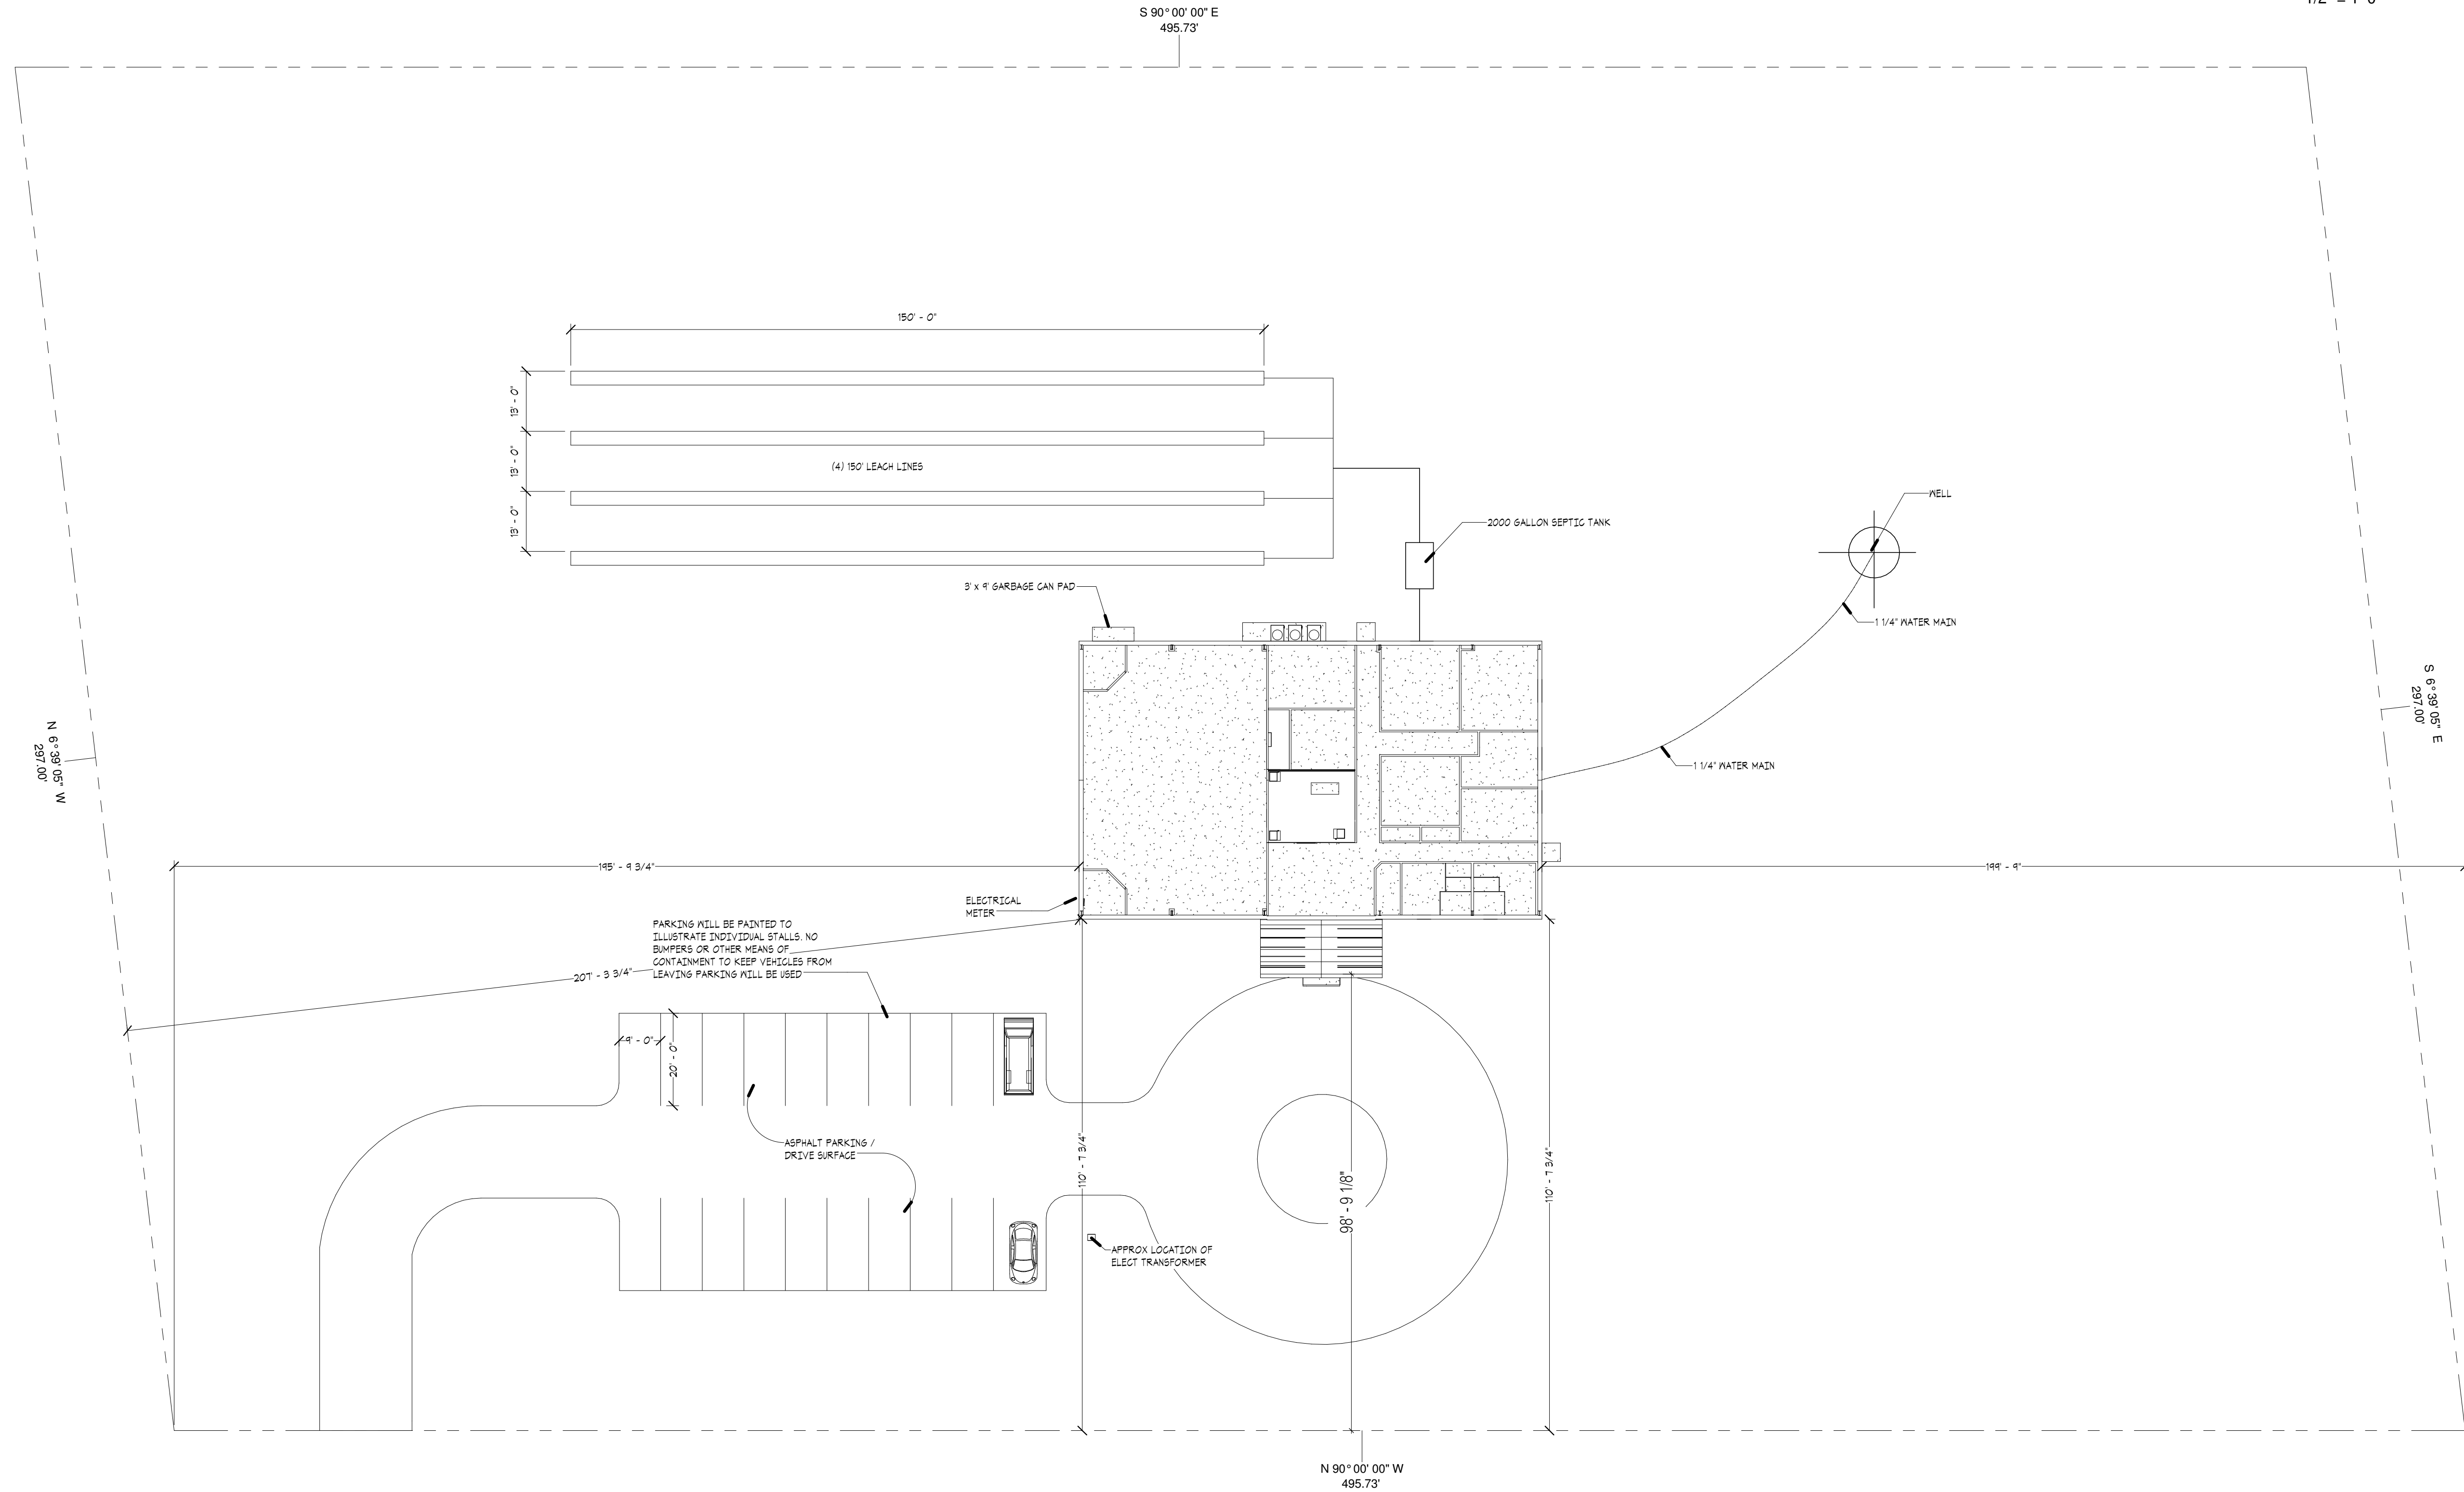 S 90° 00' 00" E
495.73'
150' - 0"
13' - 0"
13' - 0"
13' - 0"
(4) 150' LEACH LINES
WELL
2000 GALLON SEPTIC TANK
3' x 9' GARBAGE CAN PAD
1 1/4" WATER MAIN
1 1/4" WATER MAIN
N 6° 39' 05" W
297.00'
S 6° 39' 05" E
297.00'
195' - 9 3/4"
199' - 9"
ELECTRICAL
METER
PARKING WILL BE PAINTED TO
ILLUSTRATE INDIVIDUAL STALLS. NO
BUMPERS OR OTHER MEANS OF
CONTAINMENT TO KEEP VEHICLES FROM
LEAVING PARKING WILL BE USED
207' - 3 3/4"
9' - 0"
20' - 0"
ASPHALT PARKING /
DRIVE SURFACE
110' - 7 3/4"
98' - 9 1/8"
110' - 7 3/4"
APPROX LOCATION OF
ELECT TRANSFORMER
N 90° 00' 00" W
495.73'